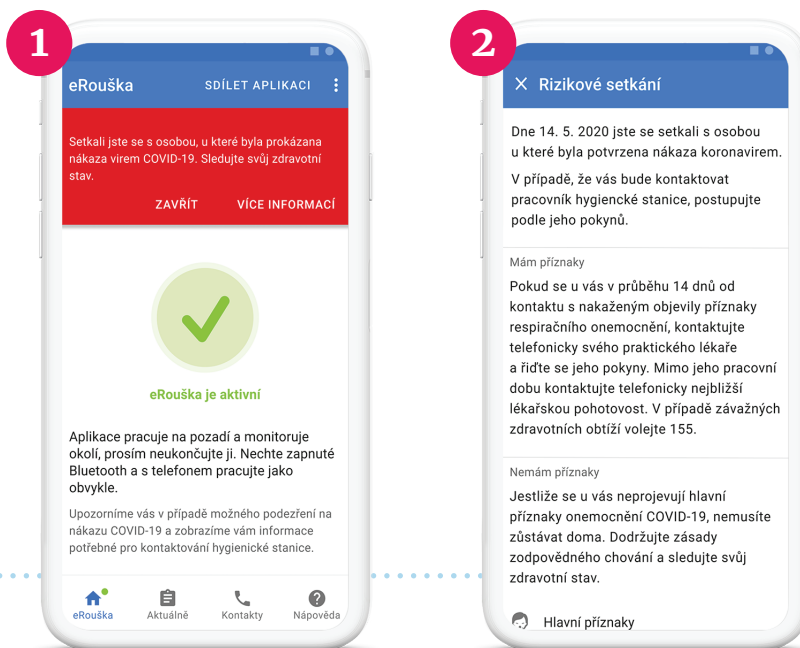 1
eRouška
SDÍLET APLIKACI
Setkali jste se s osobou, u které byla prokázana
nákaza virem COVID-19. Sledujte svůj zdravotní
stav.
ZAVŘÍT
VÍCE INFORMACÍ
eRouška je aktivní
Aplikace pracuje na pozadí a monitoruje
okolí, prosím neukončujte ji. Nechte zapnuté
Bluetooth a s telefonem pracujte jako
obvykle.
Upozorníme vás v případě možného podezření na
nákazu COVID-19 a zobrazíme vám informace
potřebné pro kontaktování hygienické stanice.
eRouška
Aktuálně
Kontakty
Nápověda
2
Rizikové setkání
Dne 14. 5. 2020 jste se setkali s osobou
u které byla potvrzena nákaza koronavirem.
V případě, že vás bude kontaktovat
pracovník hygiencké stanice, postupujte
podle jeho pokynů.
Mám příznaky
Pokud se u vás v průběhu 14 dnů od
kontaktu s nakaženým objevily příznaky
respiračního onemocnění, kontaktujte
telefonicky svého praktického lékaře
a řiďte se jeho pokyny. Mimo jeho pracovní
dobu kontaktujte telefonicky nejbližší
lékařskou pohotovost. V případě závažných
zdravotních obtíží volejte 155.
Nemám příznaky
Jestliže se u vás neprojevují hlavní
příznaky onemocnění COVID-19, nemusíte
zůstávat doma. Dodržujte zásady
zodpovědného chování a sledujte svůj
zdravotní stav.
Hlavní příznaky